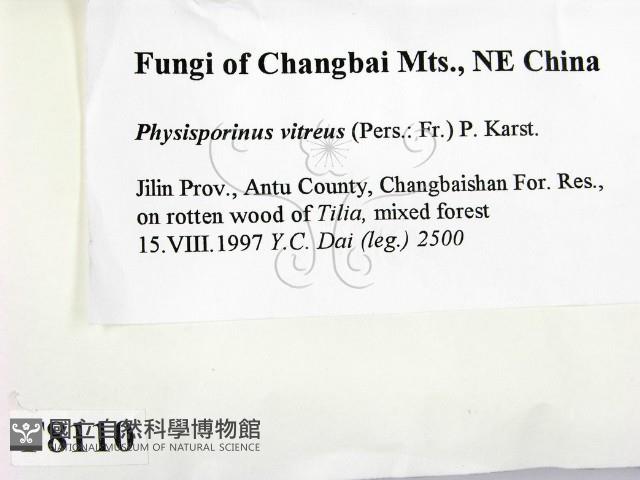 Fungi of Changbai Mts., NE China
Physisporinus vitreus (Pers.: Fr.) P. Karst.
Jilin Prov., Antu County, Changbaishan For. Res.,
on rotten wood of Tilia, mixed forest
15.VIII.1997 Y.C. Dai (leg.) 2500
國立自然科學博物館
NATIONAL MUSEUM OF NATURAL SCIENCE